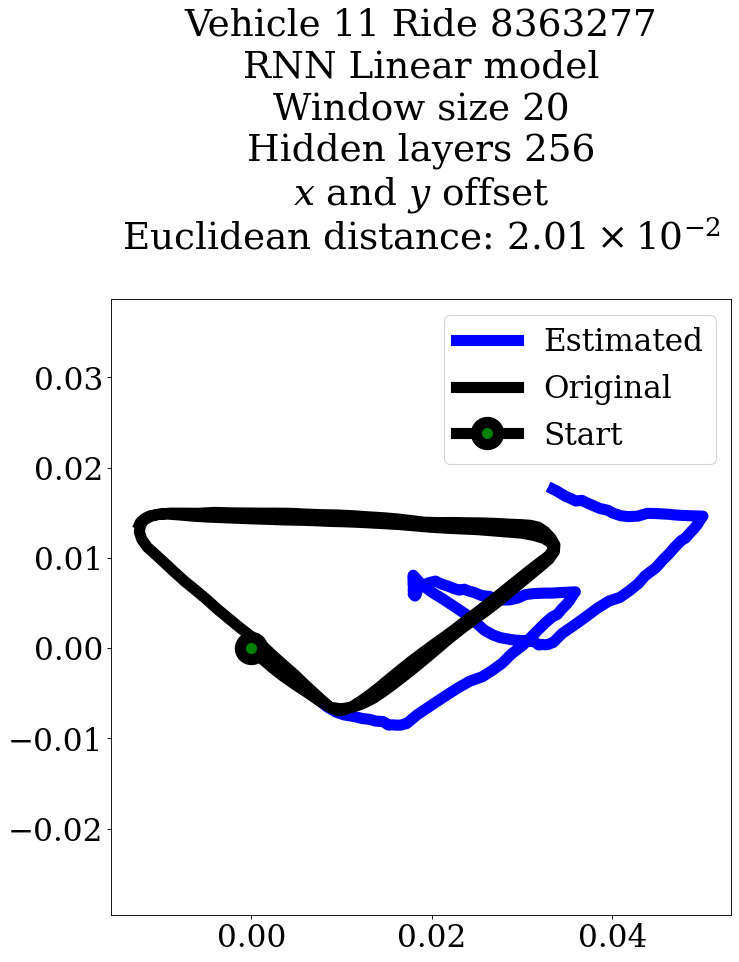 Vehicle 11 Ride 8363277
RNN Linear model
Window size 20
Hidden layers 256
x and y offset
Euclidean distance: 2.01 × 10⁻²
Estimated
Original
Start
0.03
0.02
0.01
0.00
−0.01
−0.02
0.00 0.02 0.04